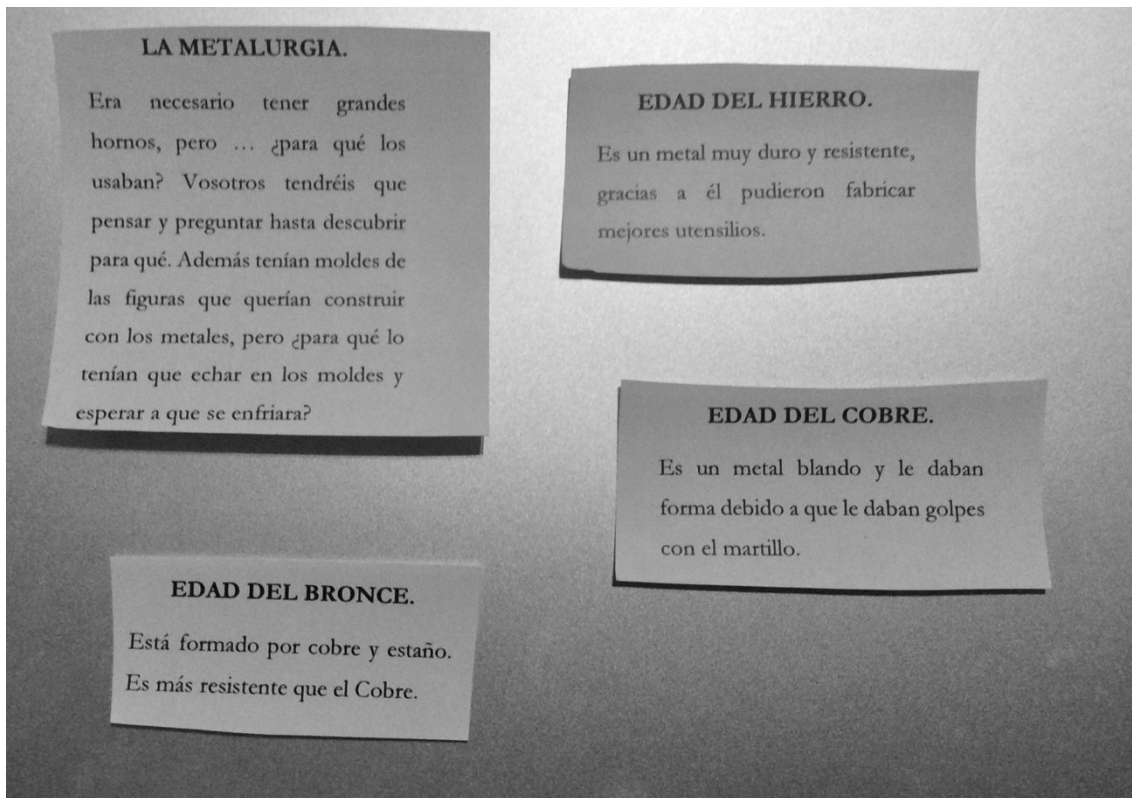 LA METALURGIA.
Era necesario tener grandes
hornos, pero ... ¿para qué los
usaban? Vosotros tendréis que
pensar y preguntar hasta descubrir
para qué. Además tenían moldes de
las figuras que querían construir
con los metales, pero ¿para qué lo
tenían que echar en los moldes y
esperar a que se enfriara?
EDAD DEL HIERRO.
Es un metal muy duro y resistente,
gracias a él pudieron fabricar
mejores utensilios.
EDAD DEL COBRE.
Es un metal blando y le daban
forma debido a que le daban golpes
con el martillo.
EDAD DEL BRONCE.
Está formado por cobre y estaño.
Es más resistente que el Cobre.